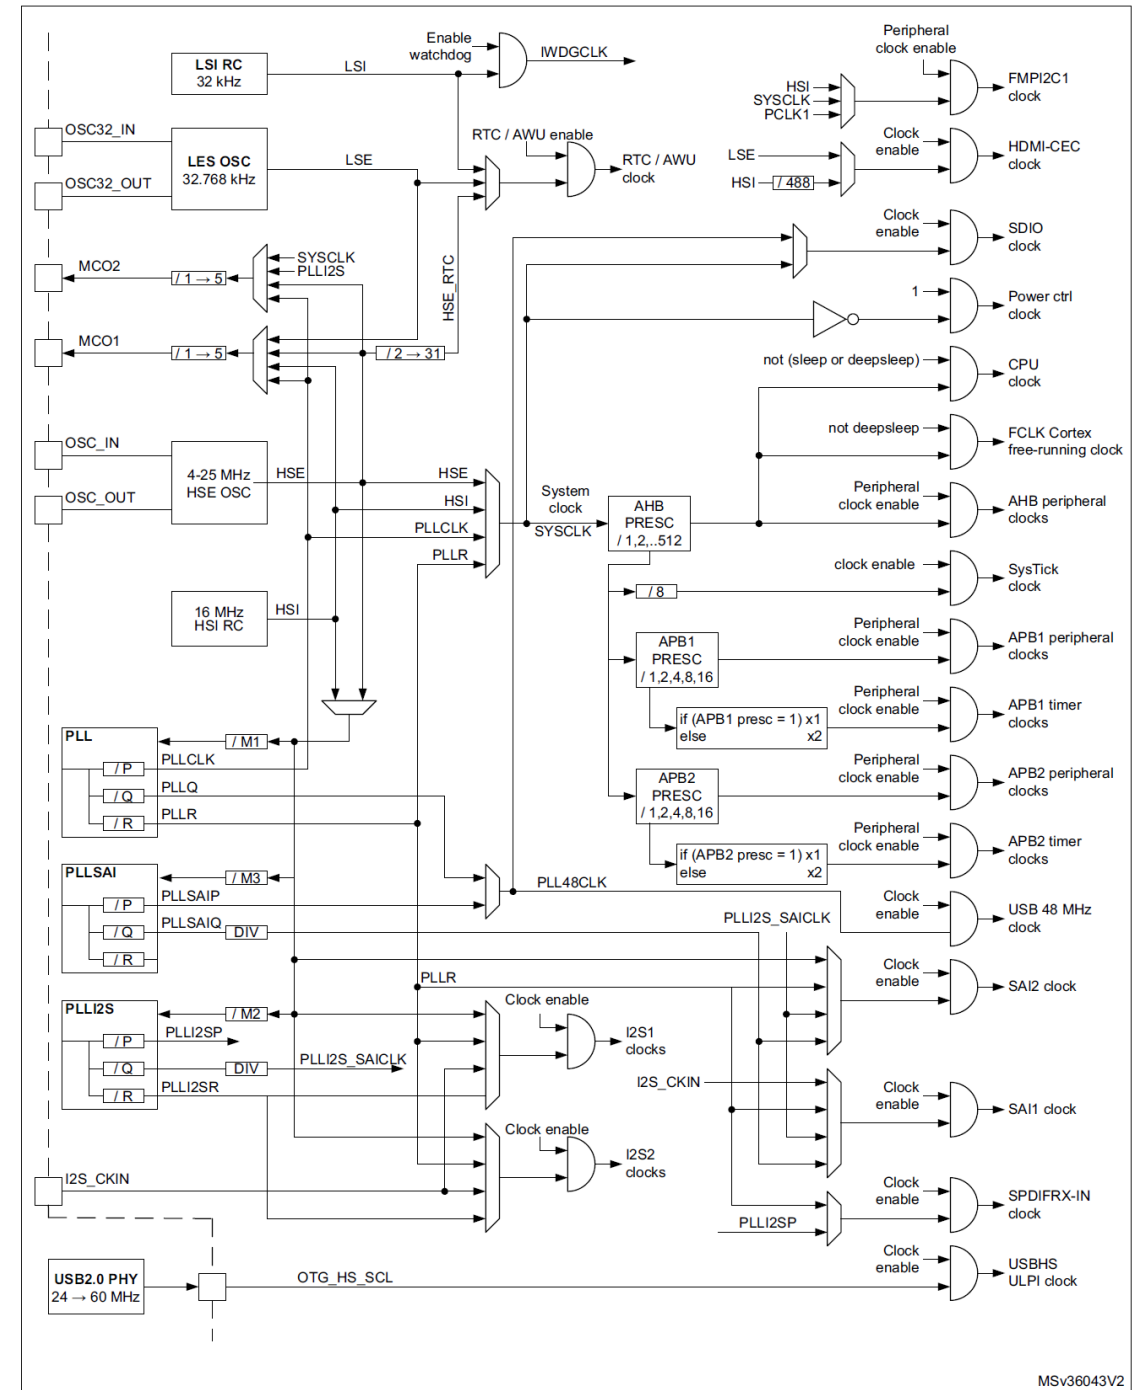 Enable
watchdog
IWDGCLK
Peripheral
clock enable
LSI RC
32 kHz
LSI
HSI
SYSCLK
PCLK1
FMPI2C1
clock
OSC32_IN
LES OSC
32.768 kHz
LSE
OSC32_OUT
RTC / AWU enable
RTC / AWU
clock
LSE
HSI
/ 488
Clock
enable
HDMI-CEC
clock
Clock
enable
SDIO
clock
MCO2
/ 1 → 5
SYSCLK
PLLI2S
HSE_RTC
1
Power ctrl
clock
MCO1
/ 1 → 5
/ 2 → 31
not (sleep or deepsleep)
CPU
clock
not deepsleep
FCLK Cortex
free-running clock
OSC_IN
4-25 MHz
HSE OSC
HSE
OSC_OUT
HSE
HSI
PLLCLK
PLLR
System
clock
SYSCLK
AHB
PRESC
/ 1,2,..512
Peripheral
clock enable
AHB peripheral
clocks
clock enable
/ 8
SysTick
clock
16 MHz
HSI RC
HSI
APB1
PRESC
/ 1,2,4,8,16
Peripheral
clock enable
APB1 peripheral
clocks
if (APB1 presc = 1) x1
else x2
Peripheral
clock enable
APB1 timer
clocks
PLL
/ M1
/ P
PLLCLK
/ Q
PLLQ
/ R
PLLR
APB2
PRESC
/ 1,2,4,8,16
Peripheral
clock enable
APB2 peripheral
clocks
if (APB2 presc = 1) x1
else x2
Peripheral
clock enable
APB2 timer
clocks
PLLSAI
/ M3
/ P
PLLSAIP
/ Q
PLLSAIQ
DIV
/ R
PLL48CLK
Clock
enable
USB 48 MHz
clock
PLLI2S_SAICLK
PLLR
Clock
enable
SAI2 clock
PLLI2S
/ M2
/ P
PLLI2SP
/ Q
DIV
PLLI2S_SAICLK
/ R
PLLI2SR
Clock enable
I2S1
clocks
I2S_CKIN
Clock
enable
SAI1 clock
Clock enable
I2S2
clocks
I2S_CKIN
PLLI2SP
Clock
enable
SPDIFRX-IN
clock
USB2.0 PHY
24 → 60 MHz
OTG_HS_SCL
Clock
enable
USBHS
ULPI clock
MSv36043V2